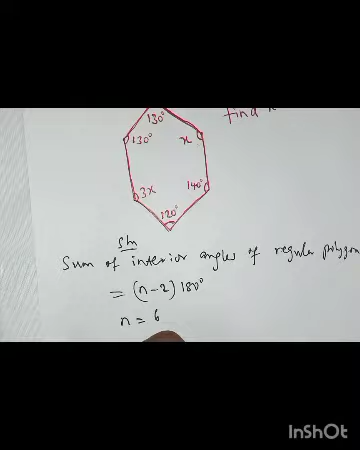 130°
find
130°
x
3x
140°
120°
Sln
Sum of interior angles of regular polygon
= (n-2) 180°
n = 6
InShOt